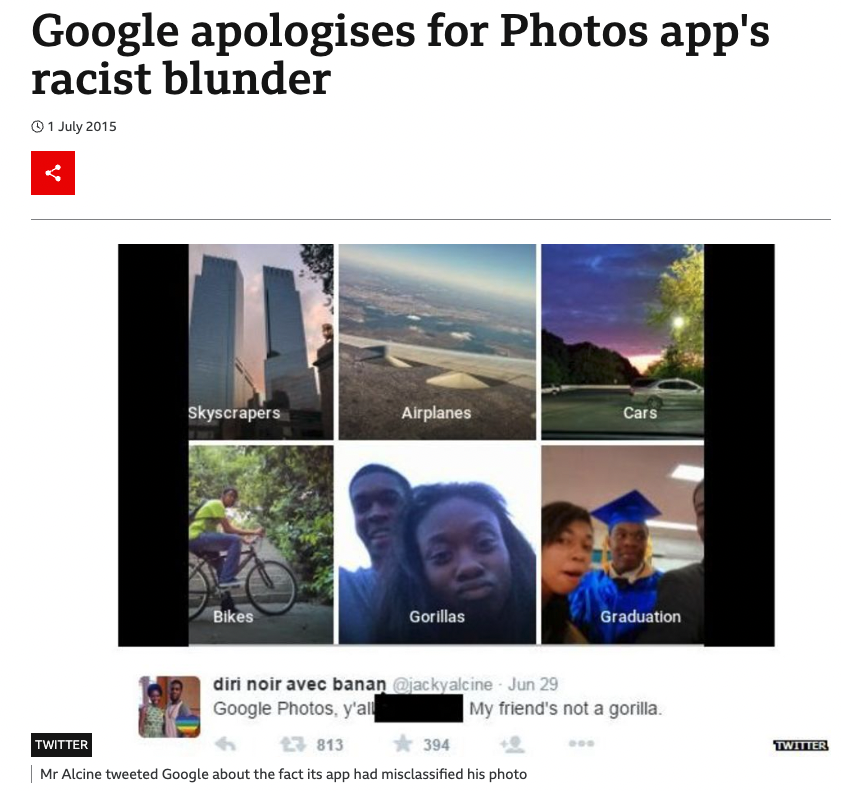 Google apologises for Photos app's
racist blunder
1 July 2015
Skyscrapers
Airplanes
Cars
Bikes
Gorillas
Graduation
diri noir avec banan @jackyalcine · Jun 29
Google Photos, y'all My friend's not a gorilla.
813
394
TWITTER
TWITTER
Mr Alcine tweeted Google about the fact its app had misclassified his photo